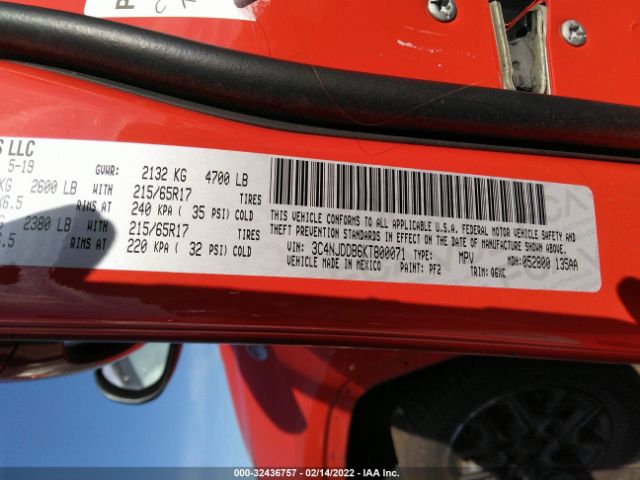 S LLC
5-19 GVWR: 2132 KG 4700 LB
KG 2600 LB WITH 215/65R17 TIRES
X6.5 RIMS AT 240 KPA ( 35 PSI) COLD
2380 LB WITH 215/65R17 TIRES
6.5 RIMS AT 220 KPA ( 32 PSI) COLD
THIS VEHICLE CONFORMS TO ALL APPLICABLE U.S.A. FEDERAL MOTOR VEHICLE SAFETY AND
THEFT PREVENTION STANDARDS IN EFFECT ON THE DATE OF MANUFACTURE SHOWN ABOVE.
VIN: 3C4NJDDB6KT800071 TYPE: MPV MDH: 052800 135AA
VEHICLE MADE IN MEXICO PAINT: PF2 TRIM: Q6XC
000-32436757 - 02/14/2022 - IAA Inc.